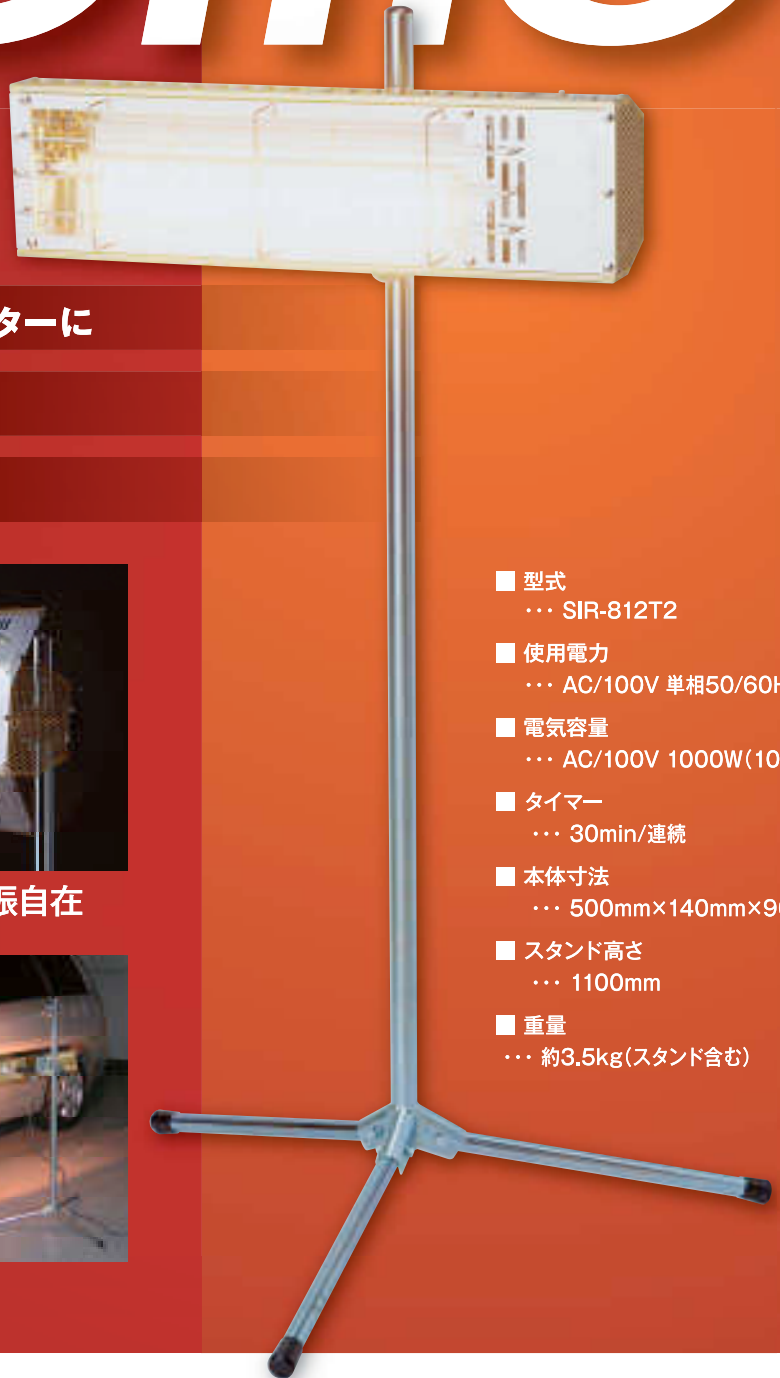 ターに
■ 型式
… SIR-812T2
■ 使用電力
… AC/100V 単相50/60H
■ 電気容量
… AC/100V 1000W(10
■ タイマー
… 30min/連続
■ 本体寸法
… 500mm×140mm×9
■ スタンド高さ
… 1100mm
■ 重量
… 約3.5kg(スタンド含む)
振自在